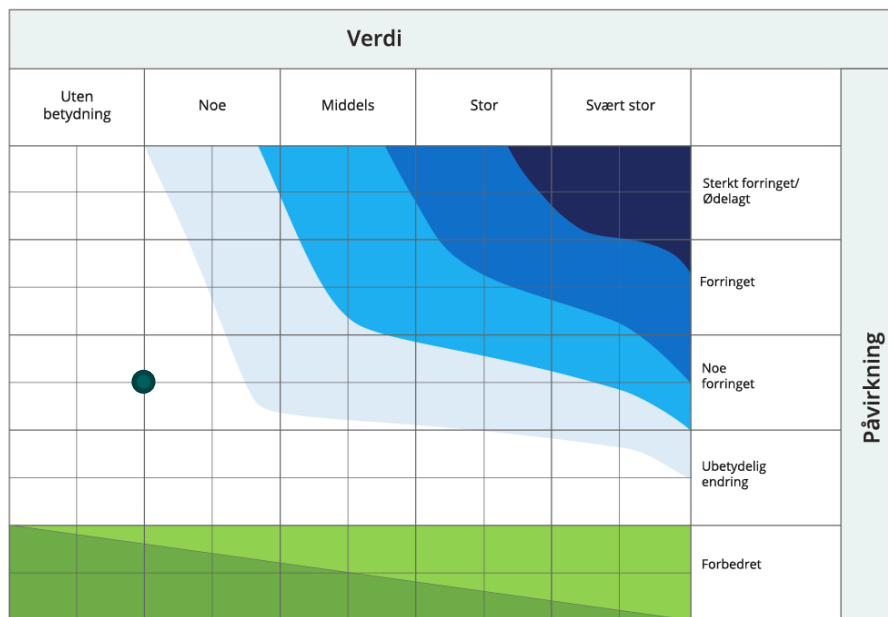 Verdi
Uten
betydning
Noe
Middels
Stor
Svært stor
Sterkt forringet/
Ødelagt
Forringet
Noe
forringet
Ubetydelig
endring
Forbedret
Påvirkning